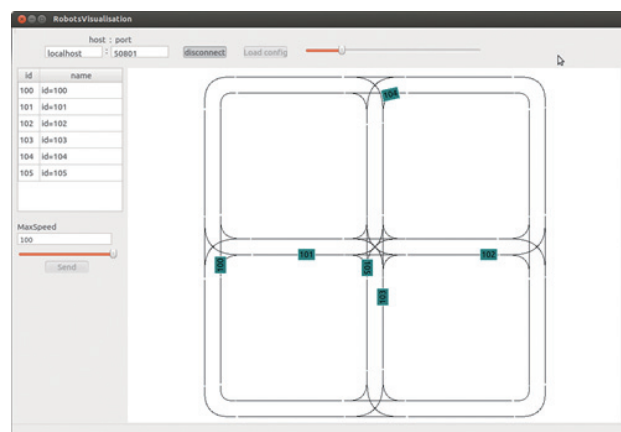 RobotsVisualisation
host : port
localhost : 50801 disconnect Load config
id name
100 id=100
101 id=101
102 id=102
103 id=103
104 id=104
105 id=105
MaxSpeed
100
Send
104
100
101
105
102
103